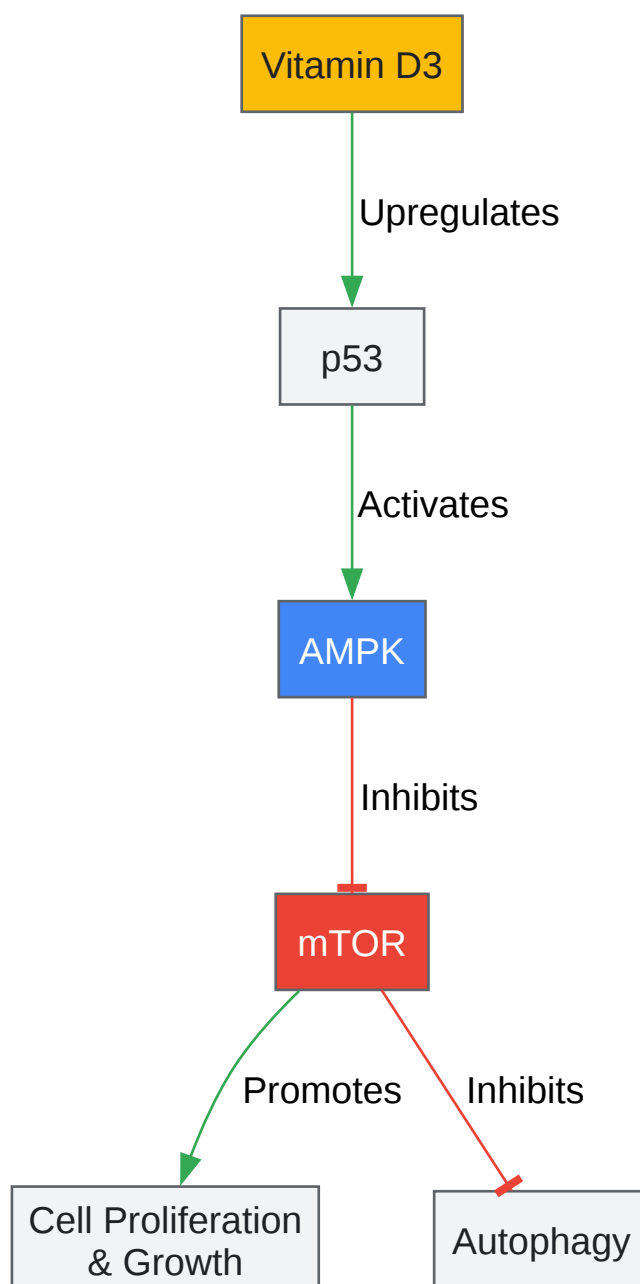 Vitamin D3
Upregulates
p53
Activates
AMPK
Inhibits
mTOR
Promotes
Inhibits
Cell Proliferation
& Growth
Autophagy